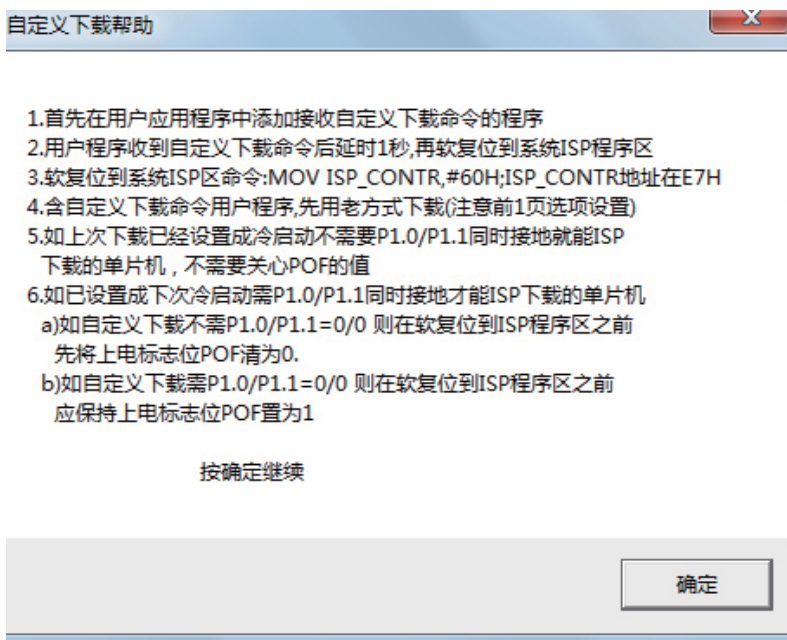 自定义下载帮助
1.首先在用户应用程序中添加接收自定义下载命令的程序
2.用户程序收到自定义下载命令后延时1秒,再软复位到系统ISP程序区
3.软复位到系统ISP区命令:MOV ISP_CONTR,#60H;ISP_CONTR地址在E7H
4.含自定义下载命令用户程序,先用老方式下载(注意前1页选项设置)
5.如上次下载已经设置成冷启动不需要P1.0/P1.1同时接地就能ISP
下载的单片机，不需要关心POF的值
6.如已设置成下次冷启动需P1.0/P1.1同时接地才能ISP下载的单片机
a)如自定义下载不需P1.0/P1.1=0/0 则在软复位到ISP程序区之前
先将上电标志位POF清为0.
b)如自定义下载需P1.0/P1.1=0/0 则在软复位到ISP程序区之前
应保持上电标志位POF置为1
按确定继续
确定